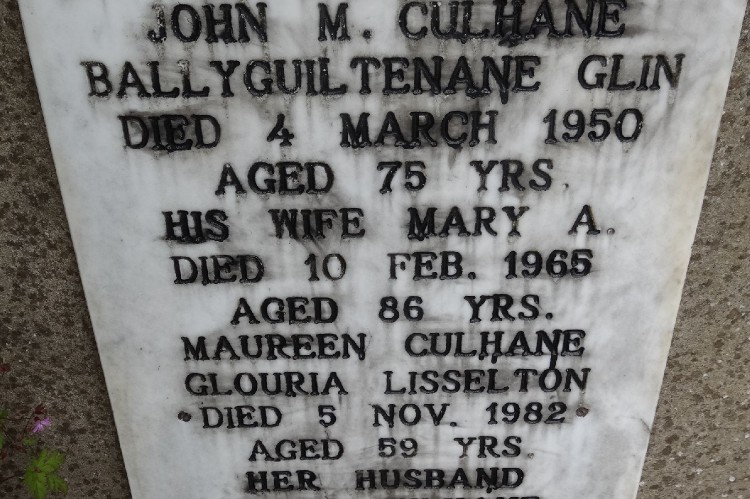 JOHN M. CULHANE
BALLYGUILTENANE GLIN
DIED 4 MARCH 1950
AGED 75 YRS.
HIS WIFE MARY A.
DIED 10 FEB. 1965
AGED 86 YRS.
MAUREEN CULHANE
GLOURIA LISSELTON
DIED 5 NOV. 1982
AGED 59 YRS.
HER HUSBAND